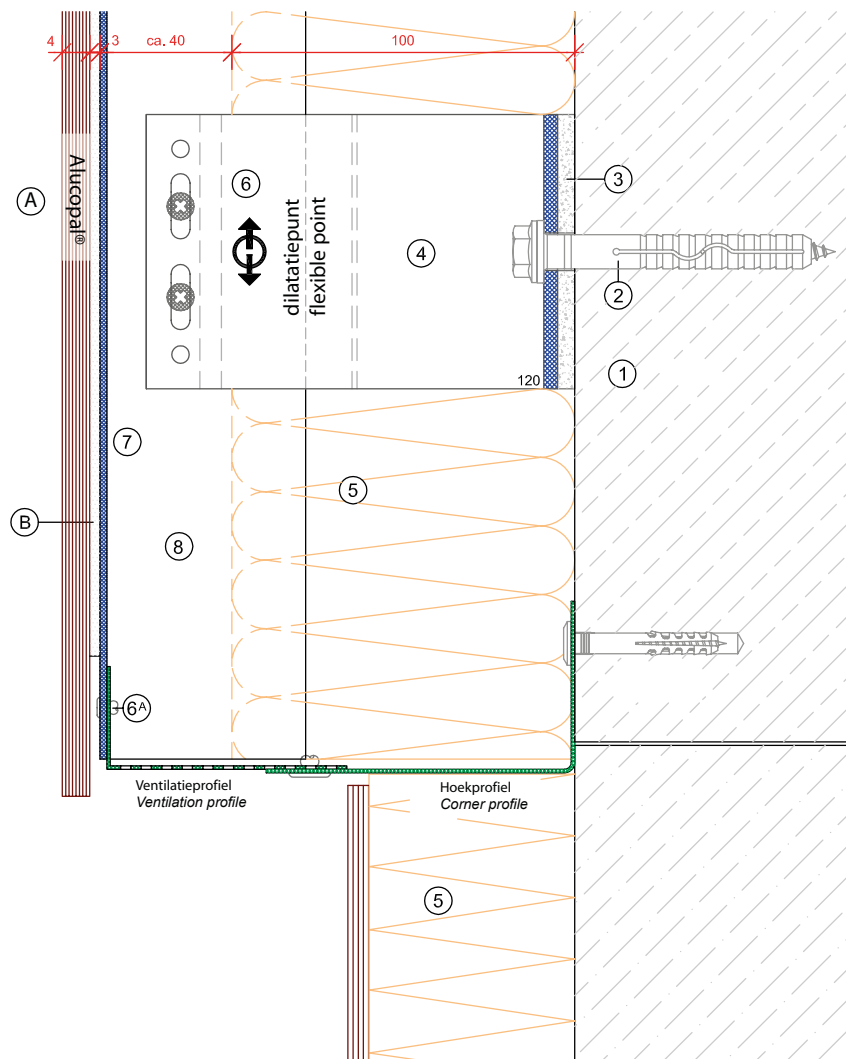 4
3
ca. 40
100
A
Alucopal®
6
dilatatiepunt
flexible point
4
3
2
1
120
7
5
B
8
6A
Ventilatieprofiel
Ventilation profile
Hoekprofiel
Corner profile
5